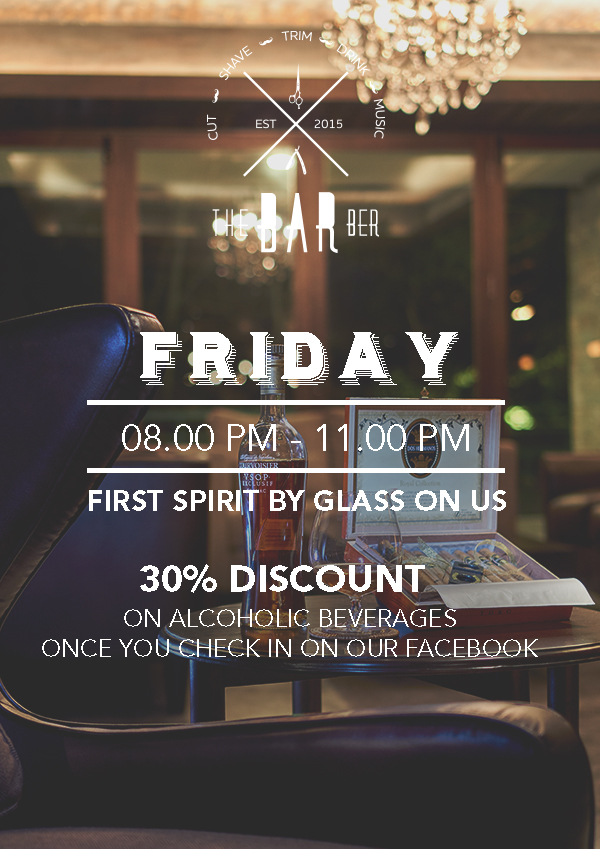 CUT SHAVE TRIM DRINK MUSIC
EST 2015
THE BAR BER
FRIDAY
08.00 PM - 11.00 PM
VSOP
FIRST SPIRIT BY GLASS ON US
30% DISCOUNT
ON ALCOHOLIC BEVERAGES
ONCE YOU CHECK IN ON OUR FACEBOOK